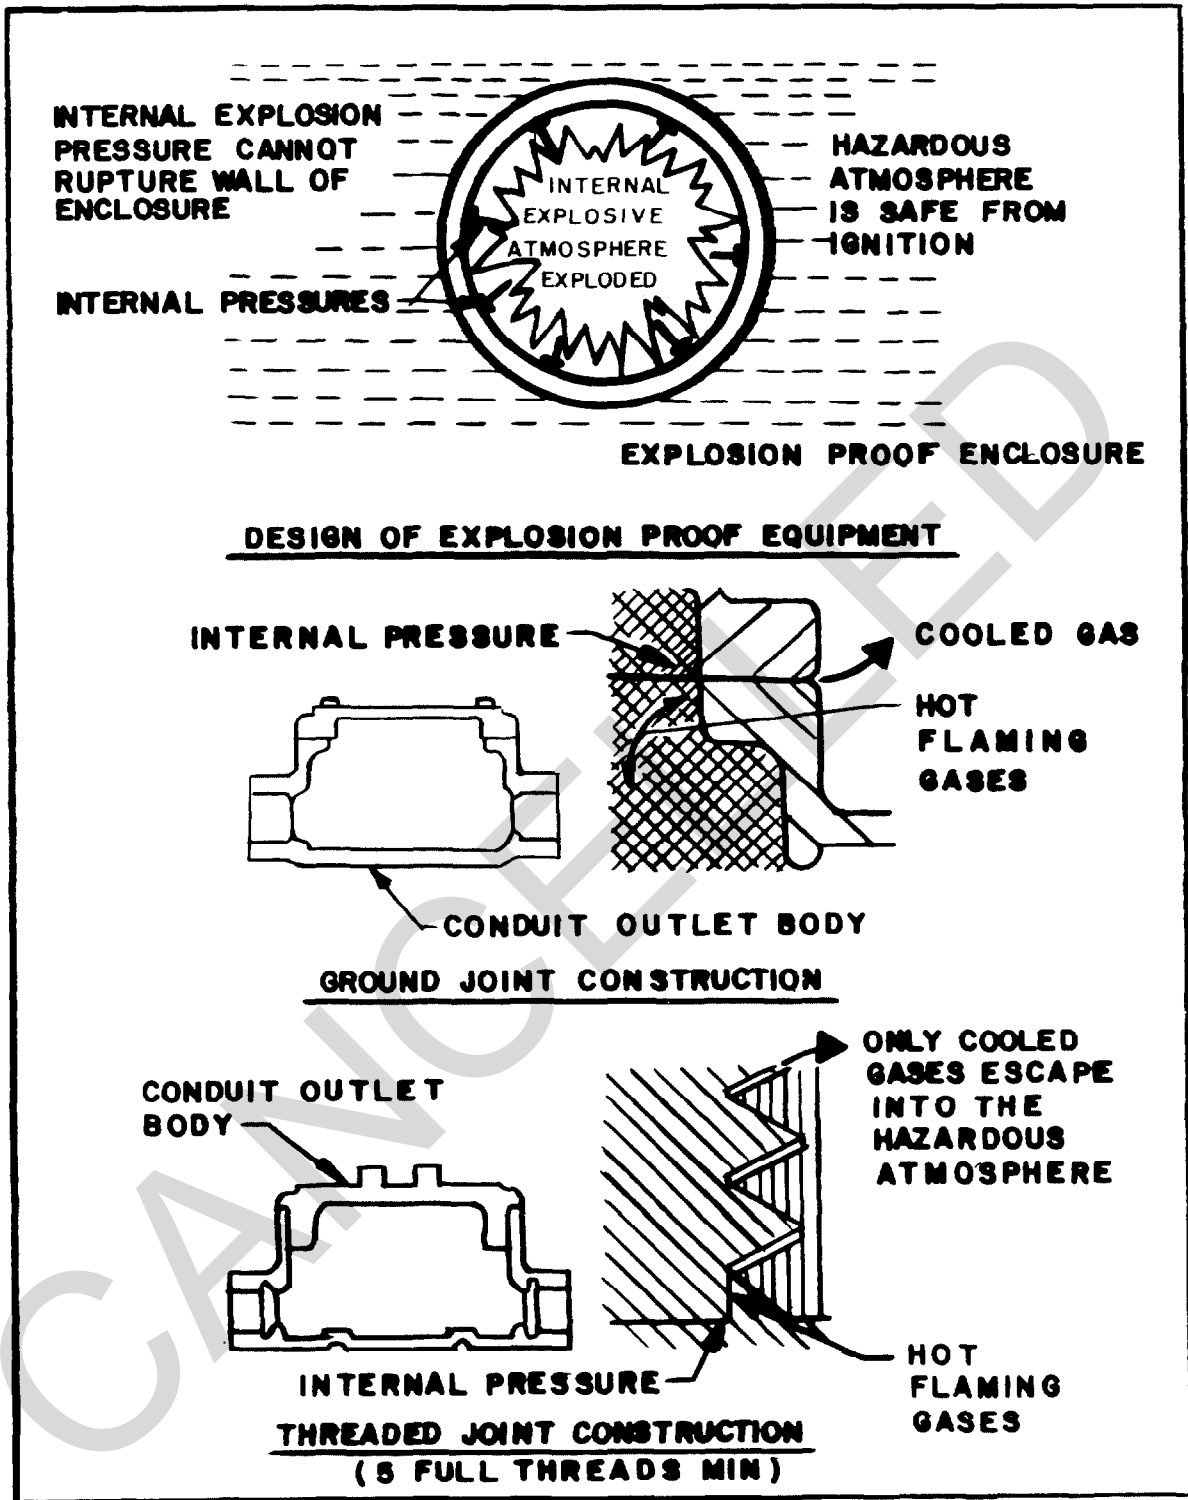 INTERNAL EXPLOSION
PRESSURE CANNOT
RUPTURE WALL OF
ENCLOSURE
INTERNAL PRESSURES
INTERNAL
EXPLOSIVE
ATMOSPHERE
EXPLODED
HAZARDOUS
ATMOSPHERE
IS SAFE FROM
IGNITION
EXPLOSION PROOF ENCLOSURE
DESIGN OF EXPLOSION PROOF EQUIPMENT
INTERNAL PRESSURE
COOLED GAS
HOT
FLAMING
GASES
CONDUIT OUTLET BODY
GROUND JOINT CONSTRUCTION
CONDUIT OUTLET
BODY
ONLY COOLED
GASES ESCAPE
INTO THE
HAZARDOUS
ATMOSPHERE
INTERNAL PRESSURE
HOT
FLAMING
GASES
THREADED JOINT CONSTRUCTION
(5 FULL THREADS MIN)
CANCELLED